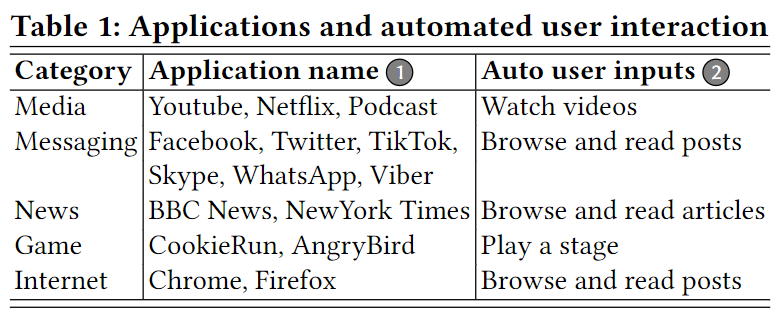 Table 1: Applications and automated user interaction
Category Application name 1 Auto user inputs 2
Media Youtube, Netflix, Podcast Watch videos
Messaging Facebook, Twitter, TikTok, Browse and read posts
Skype, WhatsApp, Viber
News BBC News, NewYork Times Browse and read articles
Game CookieRun, AngryBird Play a stage
Internet Chrome, Firefox Browse and read posts